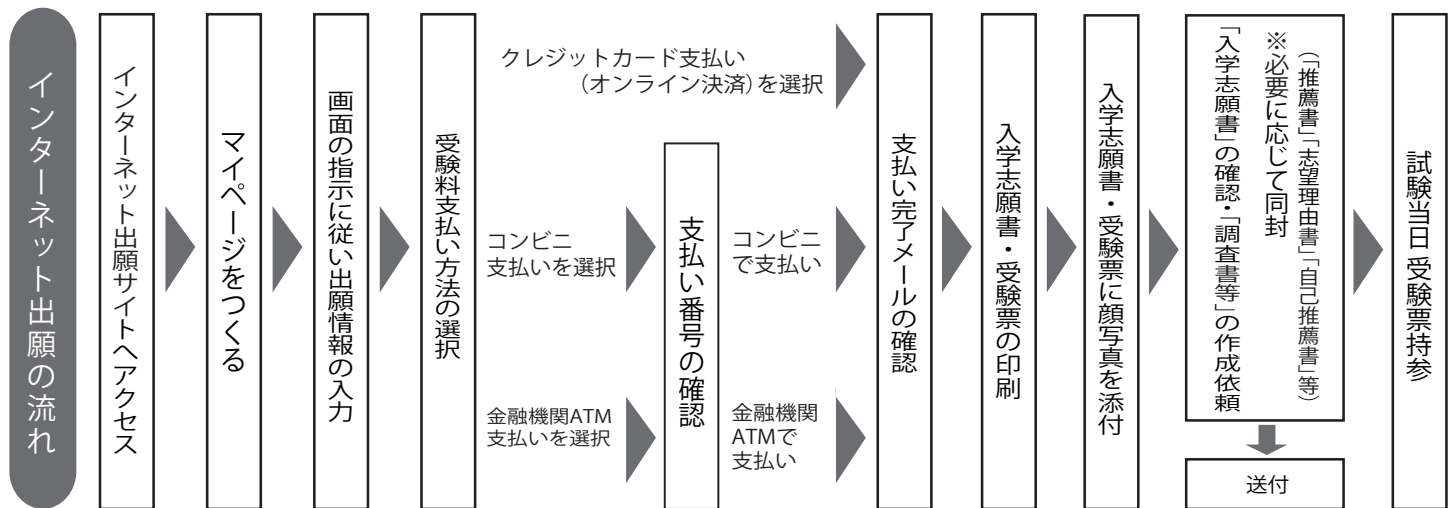 インターネット出願の流れ
インターネット出願サイトへアクセス
マイページをつくる
画面の指示に従い出願情報の入力
受験料支払い方法の選択
クレジットカード支払い
（オンライン決済）を選択
コンビニ
支払いを選択
金融機関ATM
支払いを選択
支払い番号の確認
コンビニ
で支払い
金融機関
ATMで
支払い
支払い完了メールの確認
入学志願書・受験票の印刷
入学志願書・受験票に顔写真を添付
（「推薦書」「志望理由書」「自己推薦書」等）
※必要に応じて同封
「入学志願書」の確認・「調査書等」の作成依頼
送付
試験当日 受験票持参